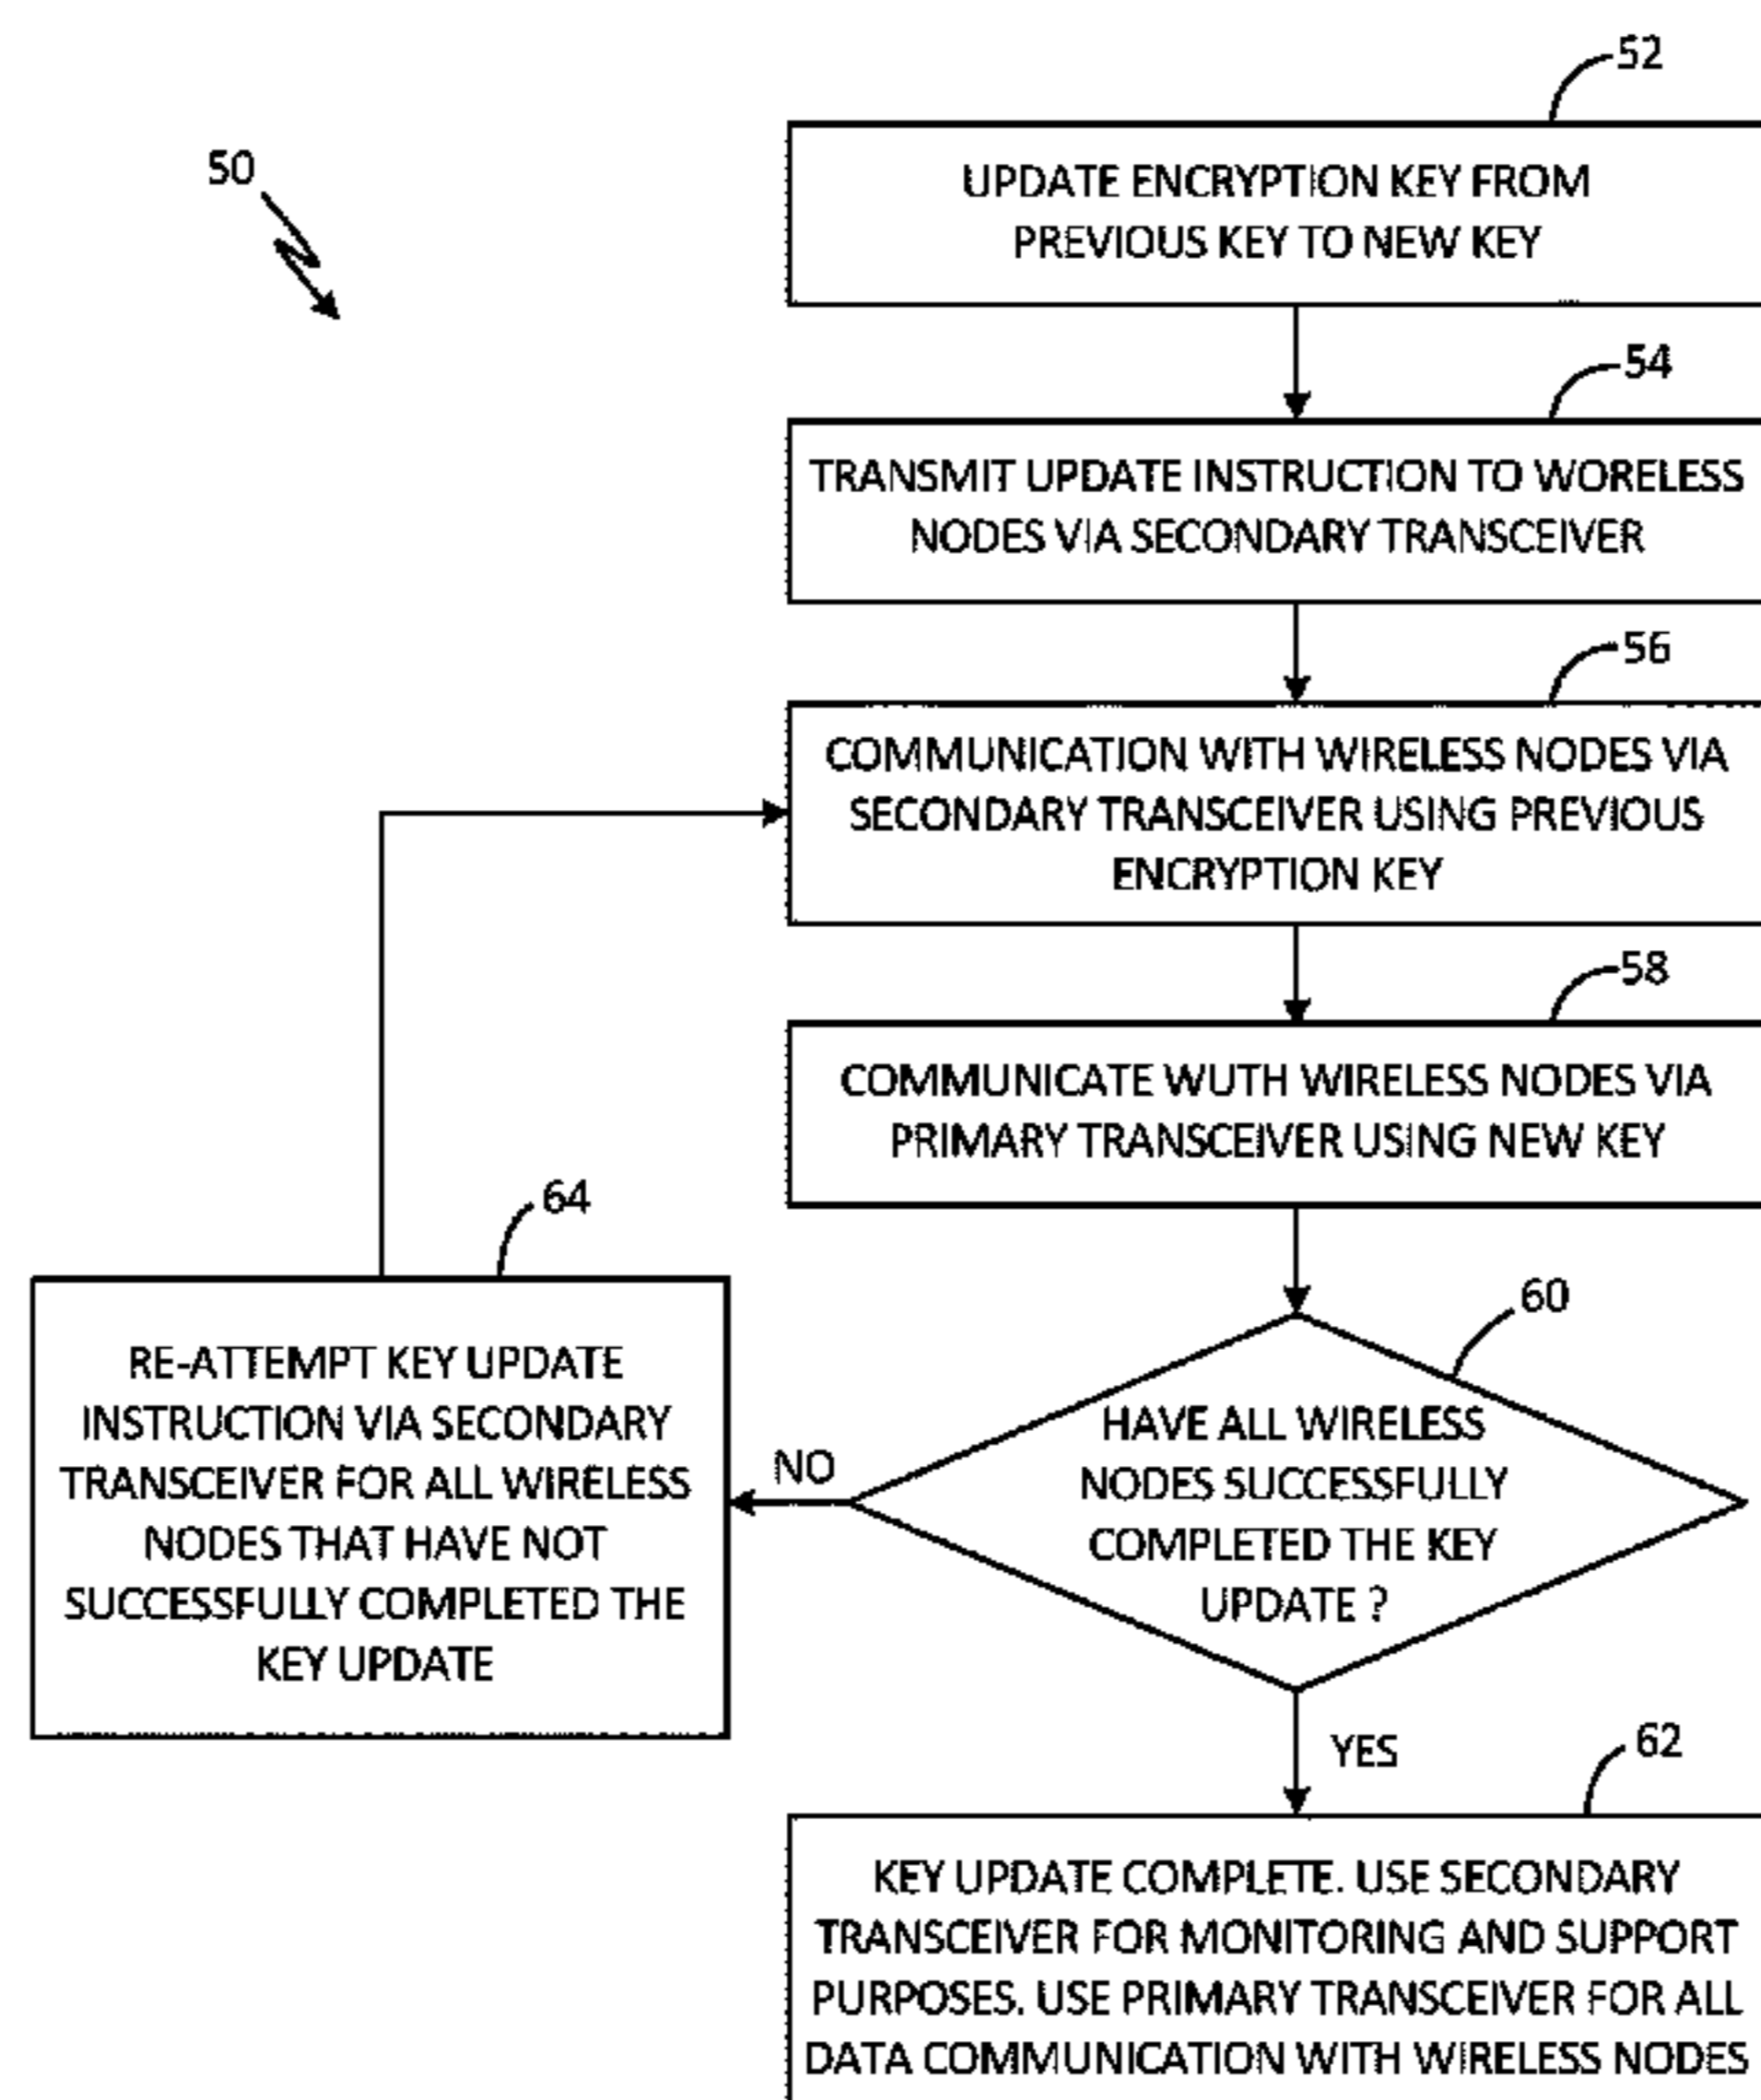 52
50
UPDATE ENCRYPTION KEY FROM
PREVIOUS KEY TO NEW KEY
54
TRANSMIT UPDATE INSTRUCTION TO WORELESS
NODES VIA SECONDARY TRANSCEIVER
56
COMMUNICATION WITH WIRELESS NODES VIA
SECONDARY TRANSCEIVER USING PREVIOUS
ENCRYPTION KEY
58
COMMUNICATE WUTH WIRELESS NODES VIA
PRIMARY TRANSCEIVER USING NEW KEY
64
RE-ATTEMPT KEY UPDATE
INSTRUCTION VIA SECONDARY
TRANSCEIVER FOR ALL WIRELESS
NODES THAT HAVE NOT
SUCCESSFULLY COMPLETED THE
KEY UPDATE
60
HAVE ALL WIRELESS
NODES SUCCESSFULLY
COMPLETED THE KEY
UPDATE ?
NO
YES
62
KEY UPDATE COMPLETE. USE SECONDARY
TRANSCEIVER FOR MONITORING AND SUPPORT
PURPOSES. USE PRIMARY TRANSCEIVER FOR ALL
DATA COMMUNICATION WITH WIRELESS NODES